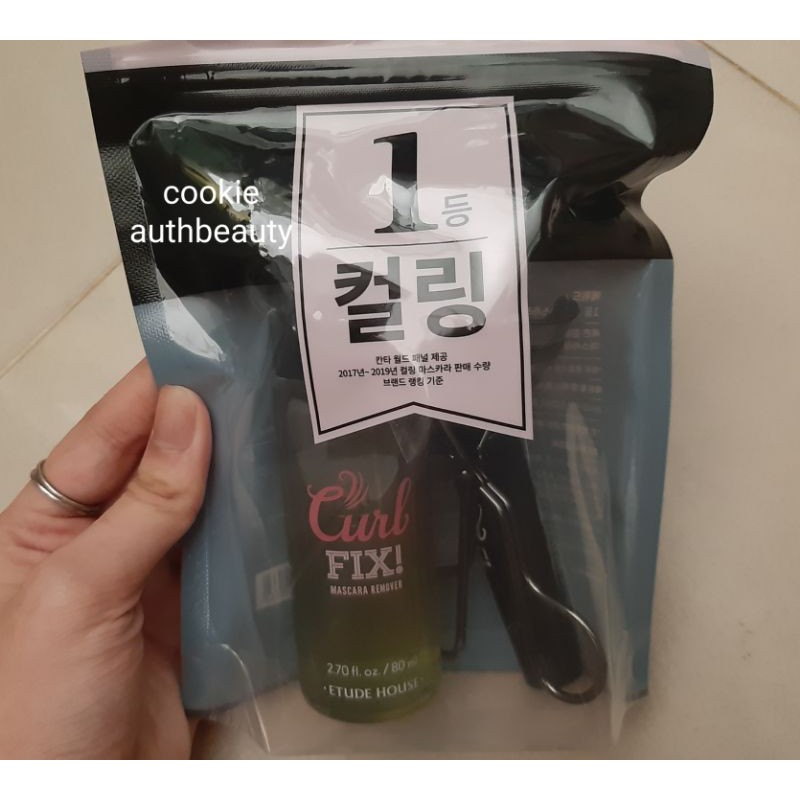 1등
컬링
칸타 월드 패널 제공
2017년~ 2019년 컬링 마스카라 판매 수량
브랜드 랭킹 기준
cookie
authbeauty
Curl
FIX!
MASCARA REMOVER
2.70 fl. oz. / 80 ml
·ETUDE HOUSE·